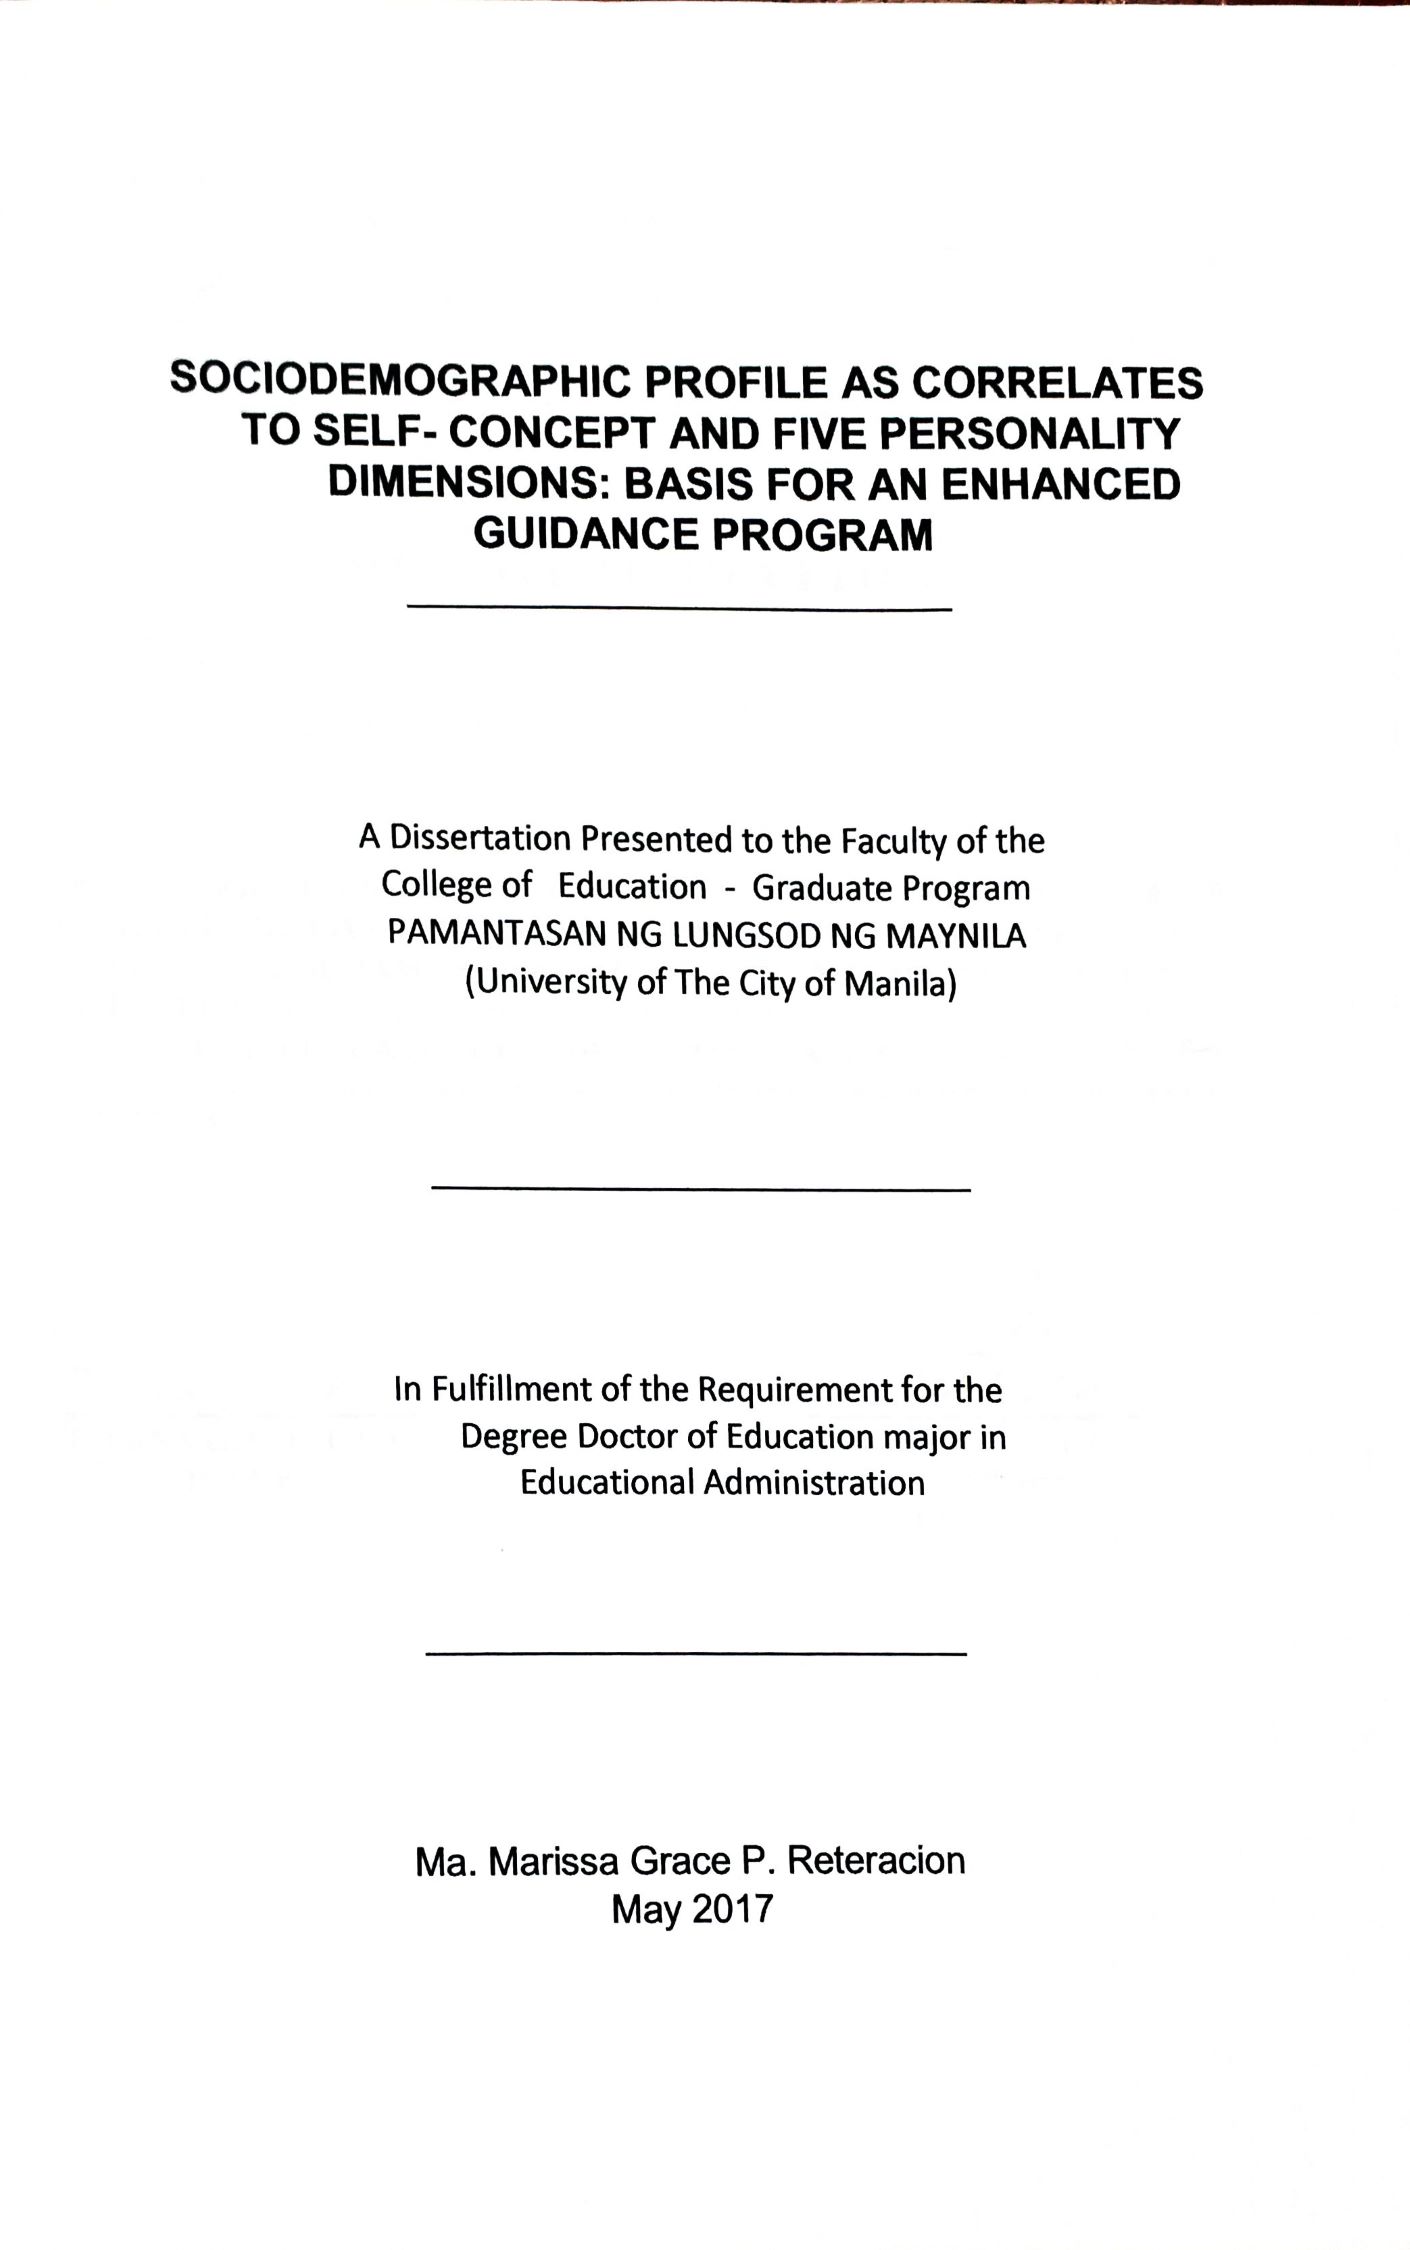 SOCIODEMOGRAPHIC PROFILE AS CORRELATES
TO SELF- CONCEPT AND FIVE PERSONALITY
DIMENSIONS: BASIS FOR AN ENHANCED
GUIDANCE PROGRAM
A Dissertation Presented to the Faculty of the
College of Education - Graduate Program
PAMANTASAN NG LUNGSOD NG MAYNILA
(University of The City of Manila)
In Fulfillment of the Requirement for the
Degree Doctor of Education major in
Educational Administration
Ma. Marissa Grace P. Reteracion
May 2017